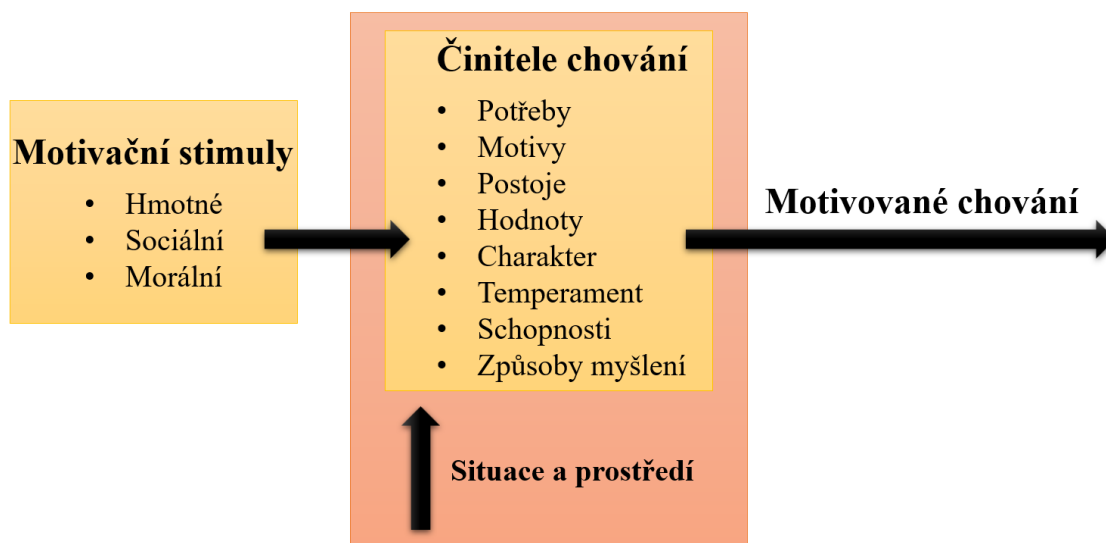 Motivační stimuly
• Hmotné
• Sociální
• Morální
Činitele chování
• Potřeby
• Motivy
• Postoje
• Hodnoty
• Charakter
• Temperament
• Schopnosti
• Způsoby myšlení
Situace a prostředí
Motivované chování